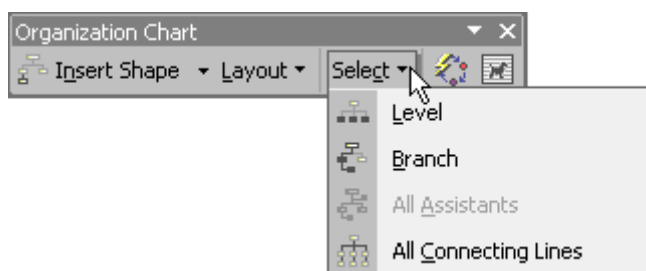 Organization Chart
Insert Shape Layout Select
Level
Branch
All Assistants
All Connecting Lines